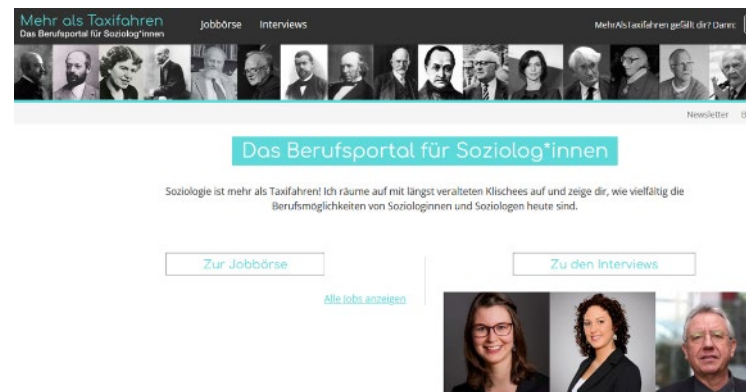 Mehr als Taxifahren
Das Berufsportal für Soziolog*innen
Jobbörse Interviews
MehrAlsTaxifahren gefällt dir? Dann:
Newsletter
Das Berufsportal für Soziolog*innen
Soziologie ist mehr als Taxifahren! Ich räume auf mit längst veralteten Klischees auf und zeige dir, wie vielfältig die
Berufsmöglichkeiten von Soziologinnen und Soziologen heute sind.
Zur Jobbörse
Zu den Interviews
Alle Jobs anzeigen